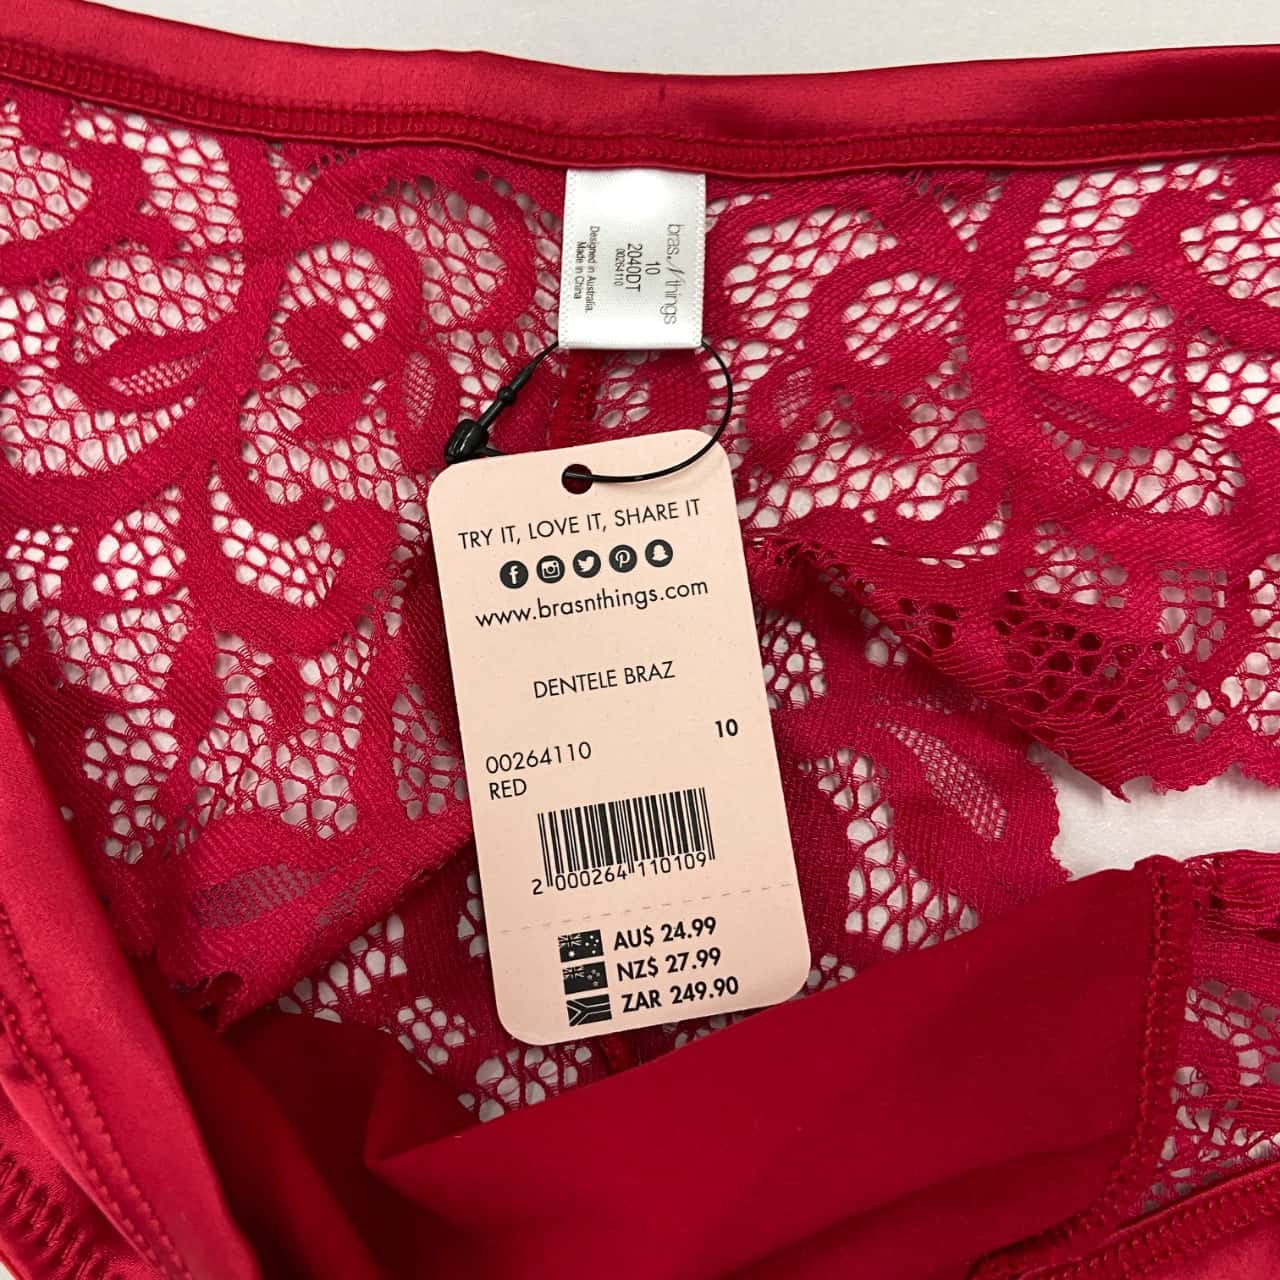 bras N things
10
2040DT
00264110
Designed in Australia.
Made in China
TRY IT, LOVE IT, SHARE IT
www.brasnthings.com
DENTELE BRAZ
10
00264110
RED
2 000264 110109
AU$ 24.99
NZ$ 27.99
ZAR 249.90